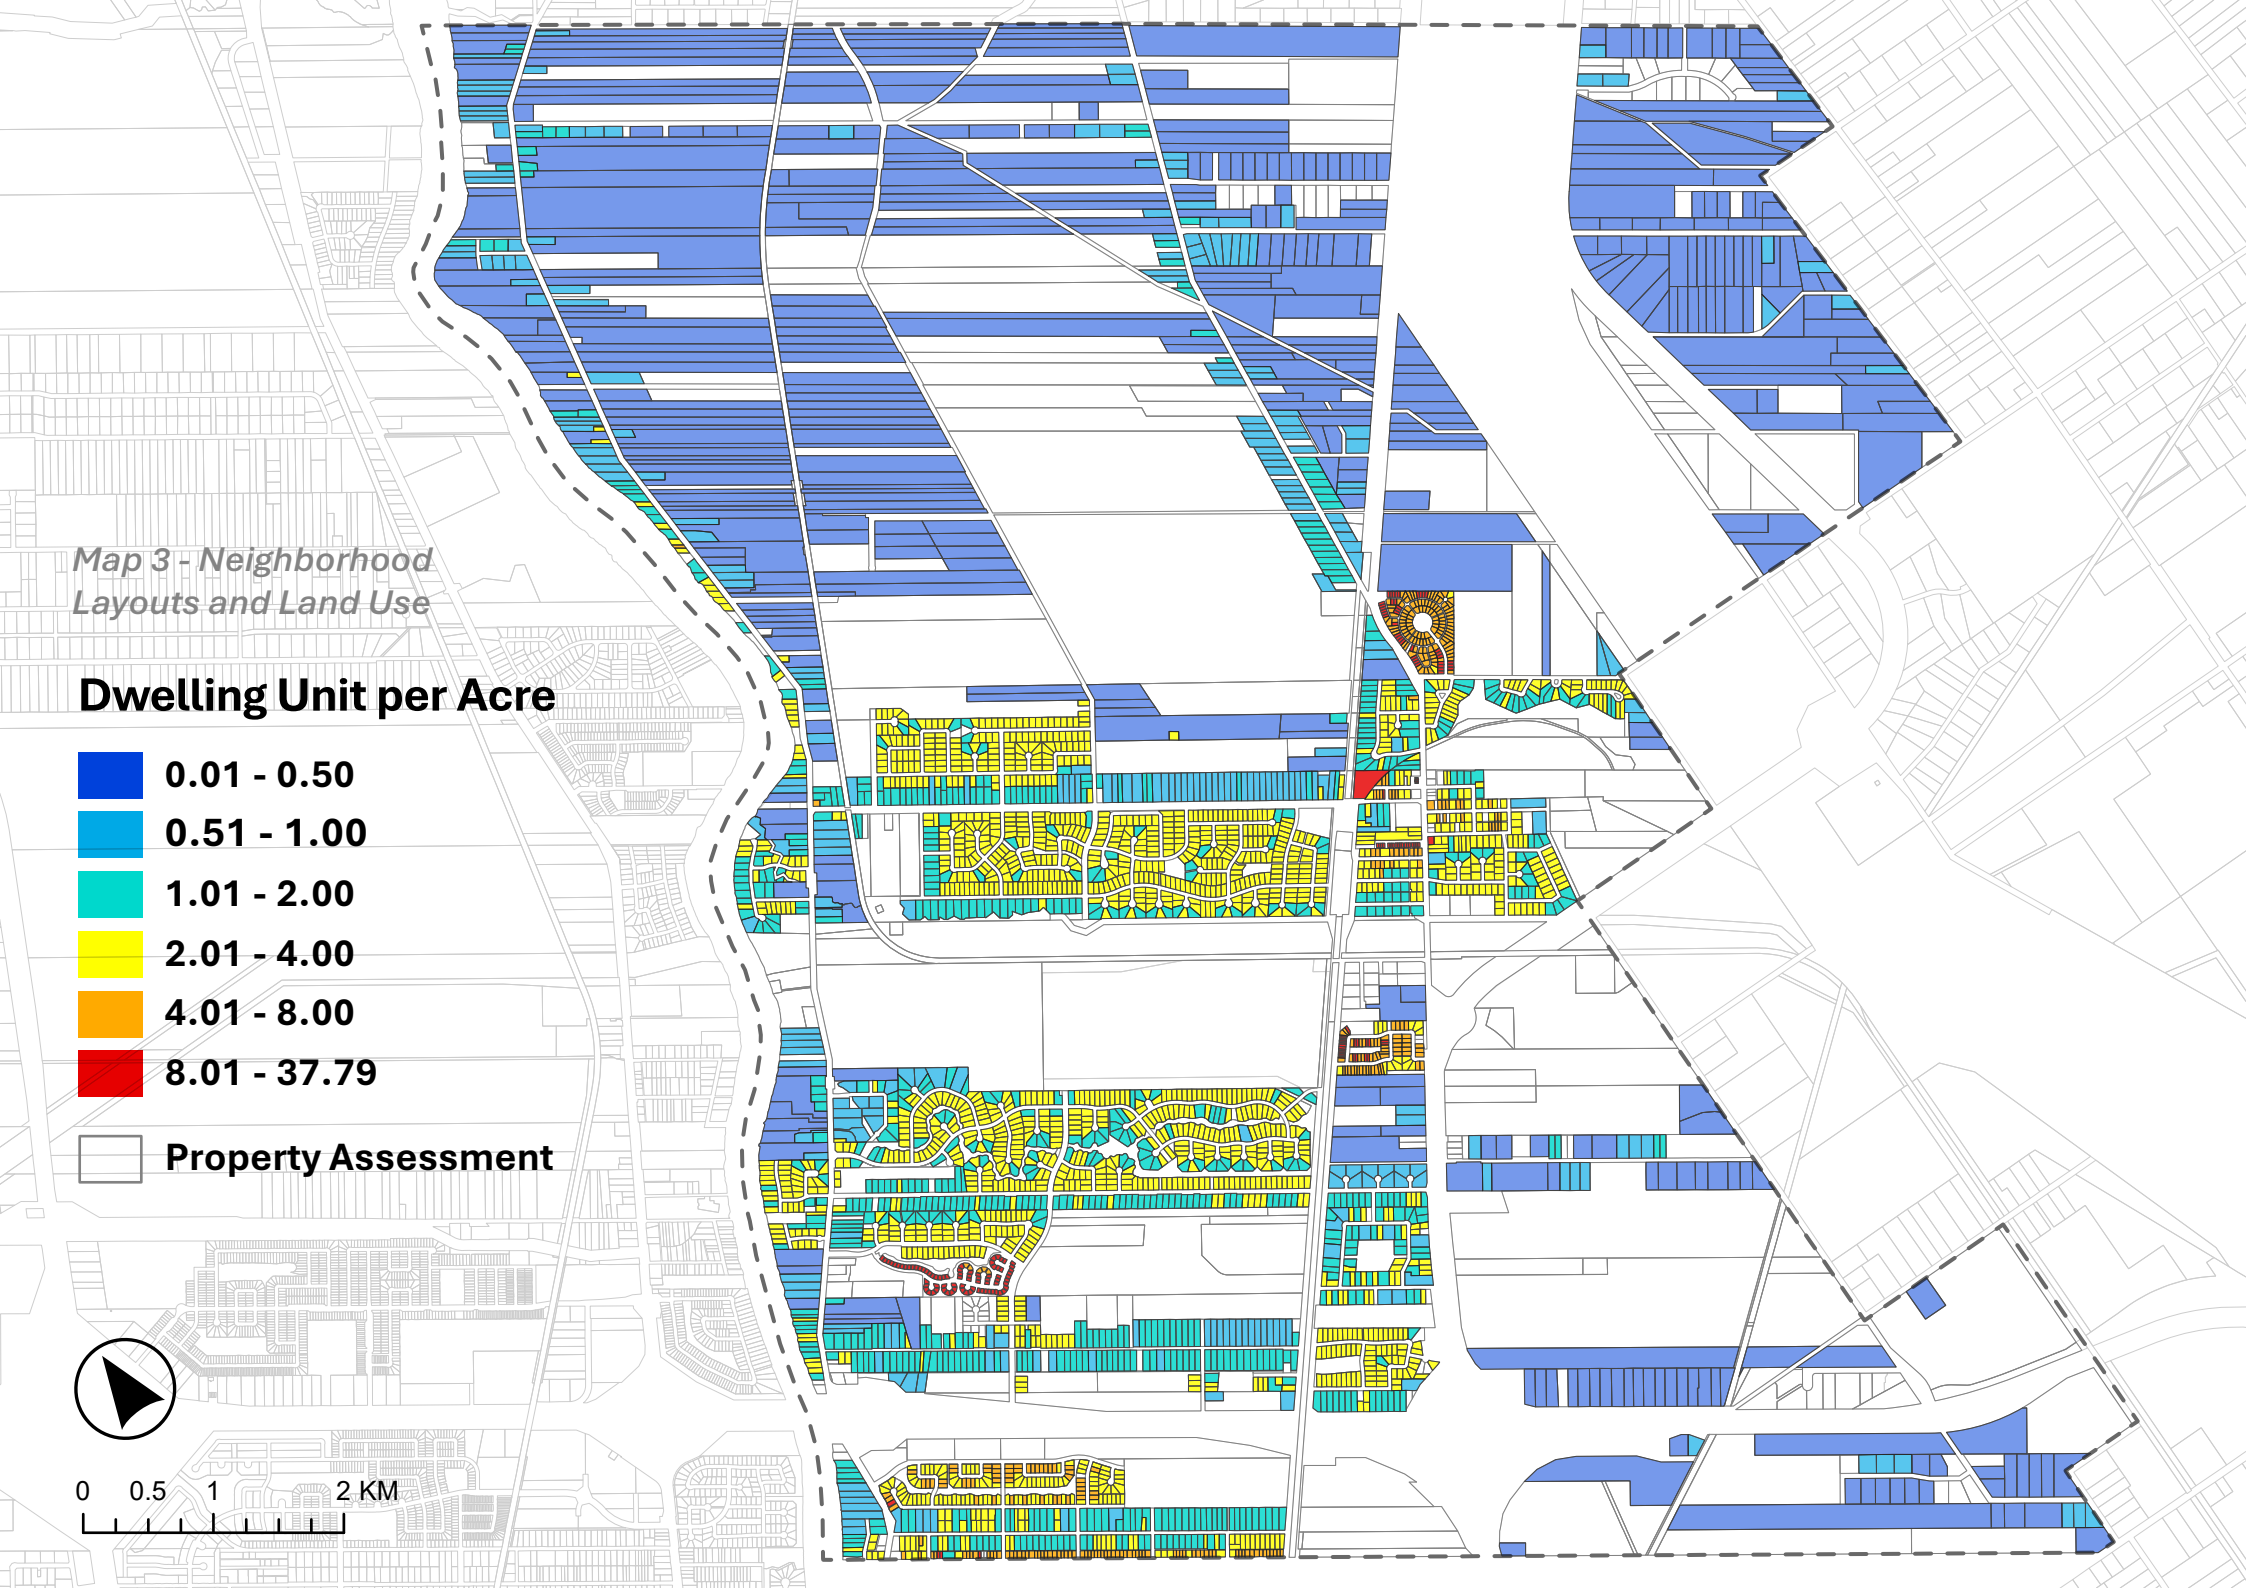 Map 3 - Neighborhood
Layouts and Land Use
Dwelling Unit per Acre
0.01 - 0.50
0.51 - 1.00
1.01 - 2.00
2.01 - 4.00
4.01 - 8.00
8.01 - 37.79
Property Assessment
0 0.5 1 2 KM